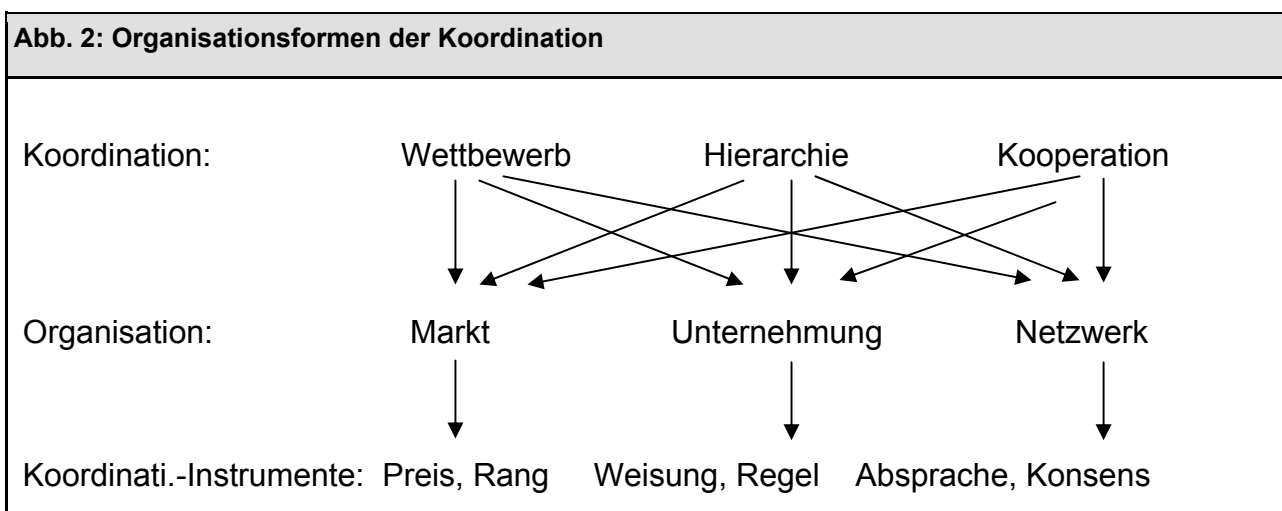 Abb. 2: Organisationsformen der Koordination
Koordination: Wettbewerb Hierarchie Kooperation
Organisation: Markt Unternehmung Netzwerk
Koordinati.-Instrumente: Preis, Rang Weisung, Regel Absprache, Konsens